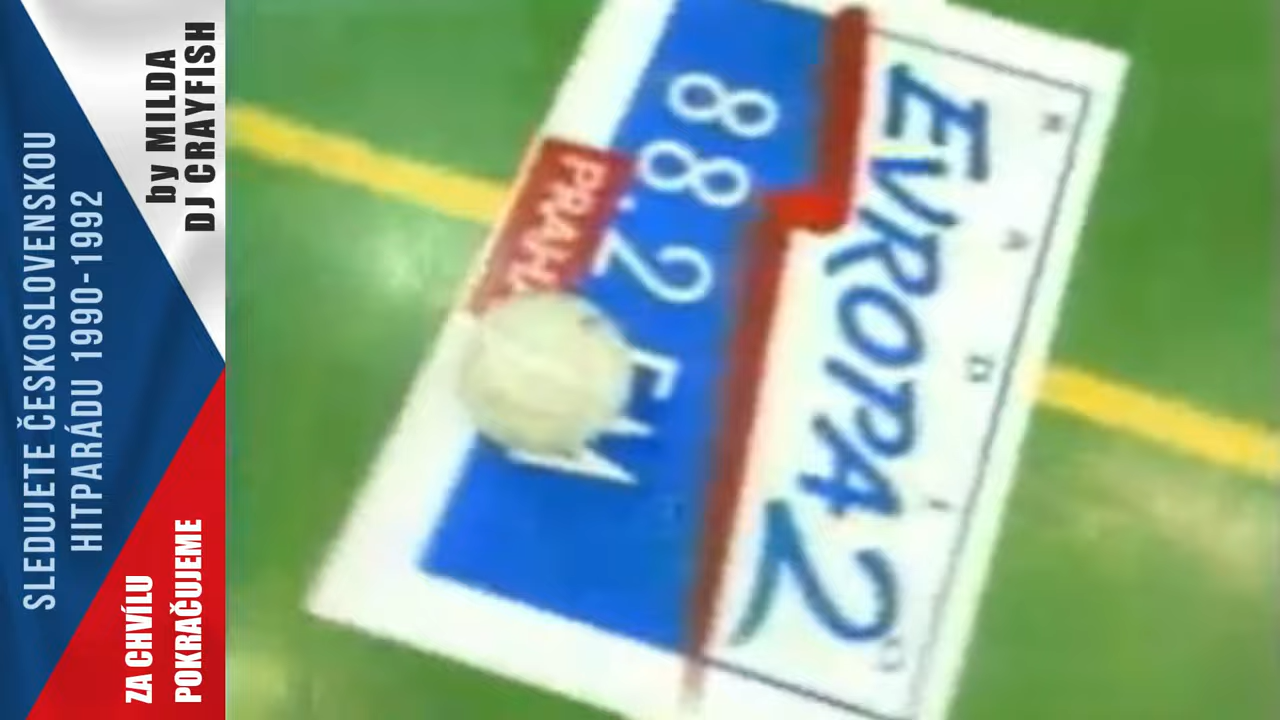 SLEDUJETE ČESKOSLOVENSKOU
HITPARÁDU 1990-1992
by MILDA
DJ CRAYFISH
ZA CHVÍLU
POKRAČUJEME
EVROPA 2
88.2 FM
PRAHA